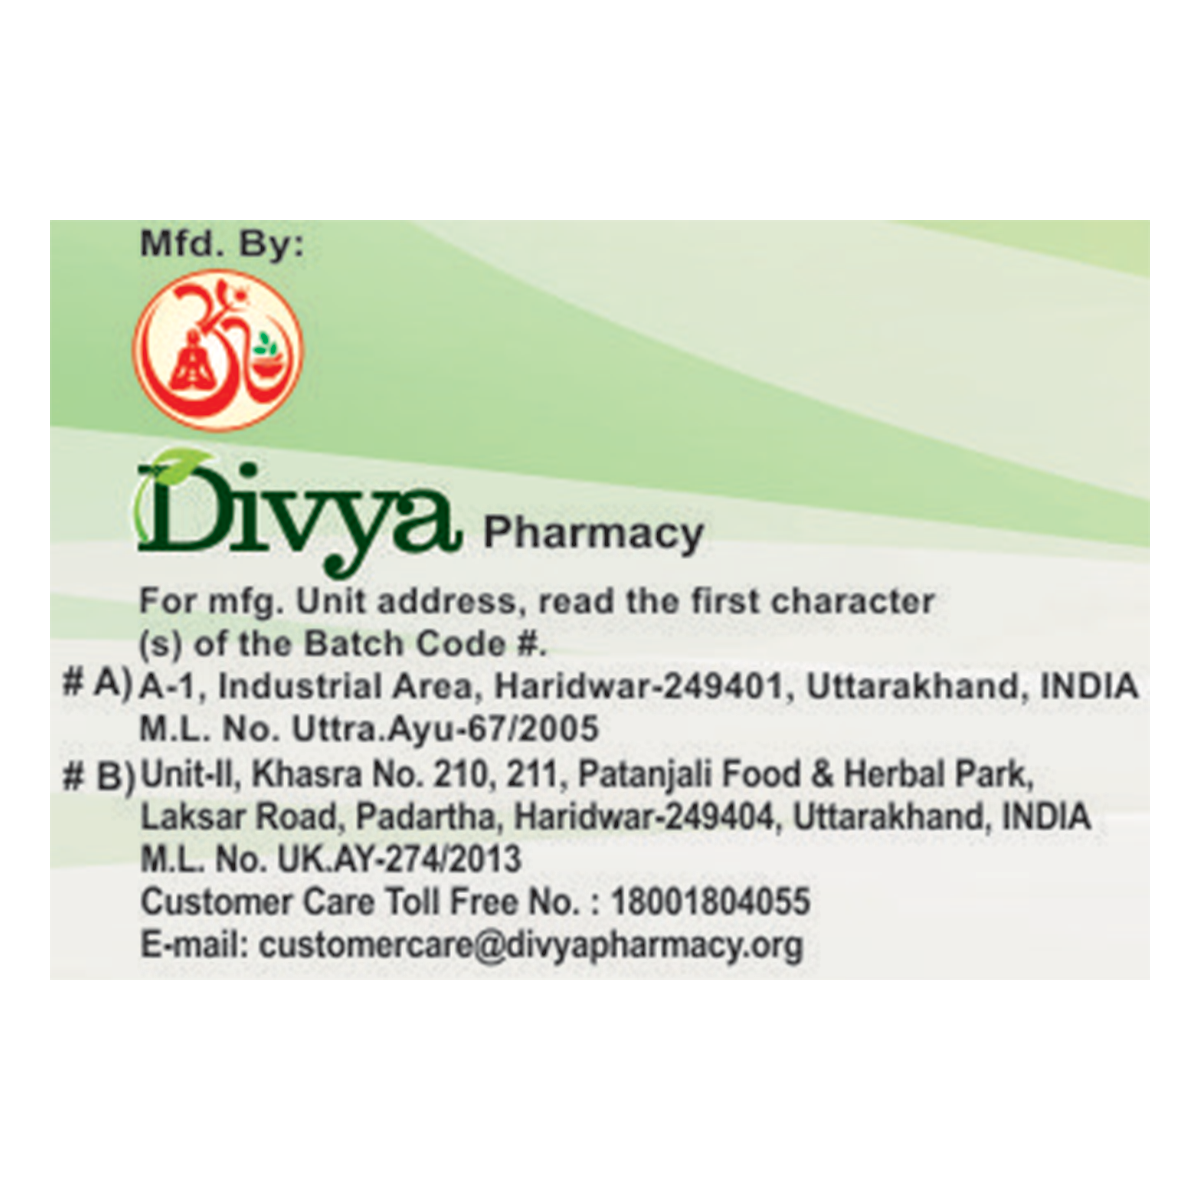 Mfd. By:
Divya Pharmacy
For mfg. Unit address, read the first character
(s) of the Batch Code #.
# A) A-1, Industrial Area, Haridwar-249401, Uttarakhand, INDIA
M.L. No. Uttra.Ayu-67/2005
# B) Unit-II, Khasra No. 210, 211, Patanjali Food & Herbal Park,
Laksar Road, Padartha, Haridwar-249404, Uttarakhand, INDIA
M.L. No. UK.AY-274/2013
Customer Care Toll Free No. : 18001804055
E-mail: customercare@divyapharmacy.org